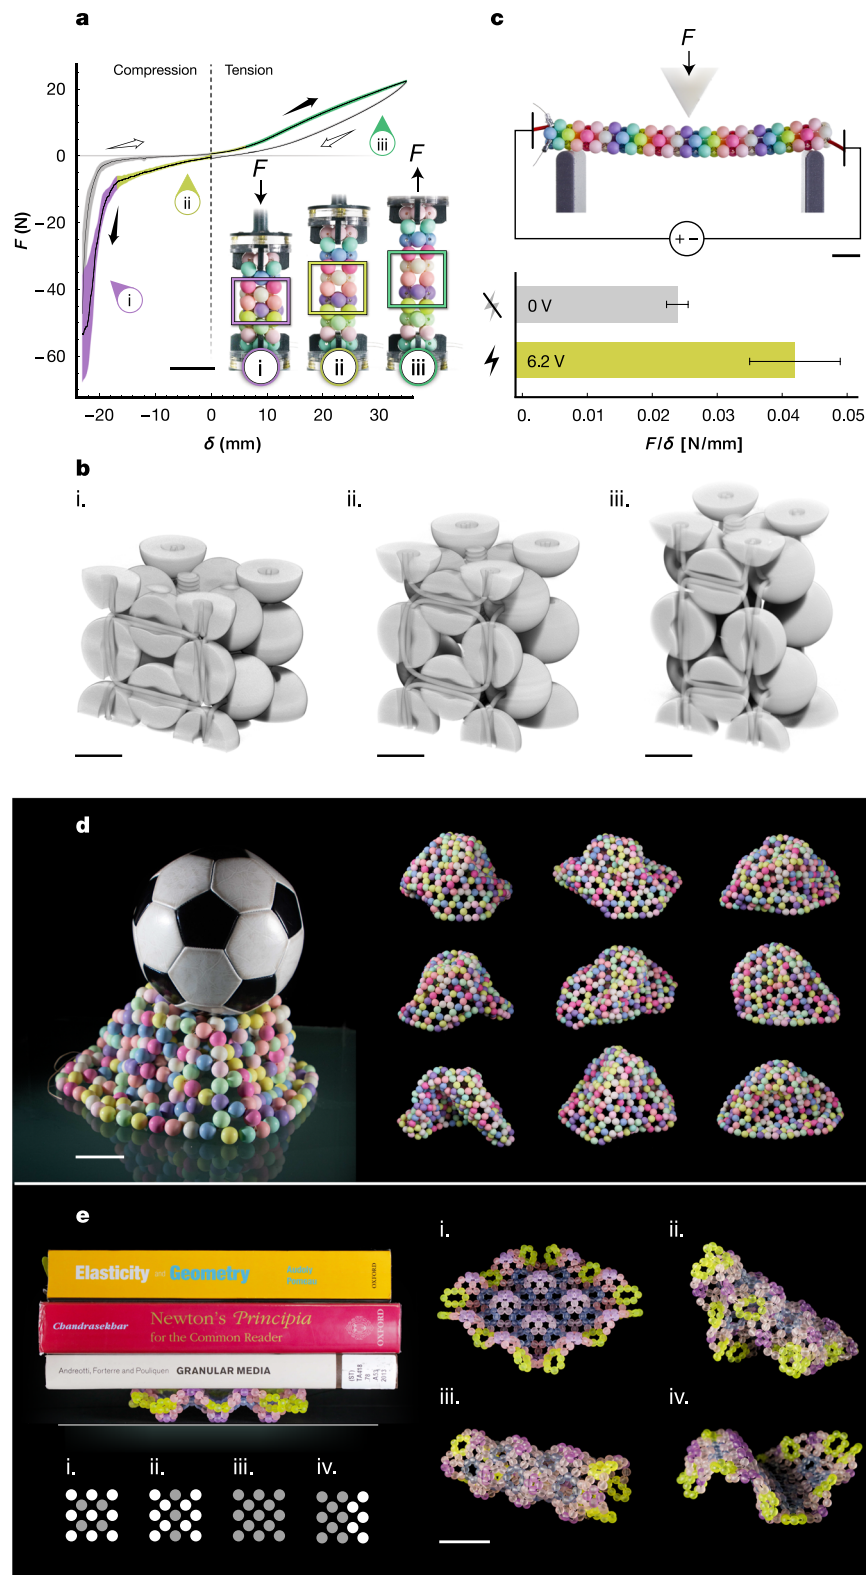 a
Compression
Tension
20
0
−20
−40
−60
F (N)
−20
−10
0
10
20
30
δ (mm)
i
ii
iii
F
F
i
ii
iii
c
F
+ −
0 V
6.2 V
0.
0.01
0.02
0.03
0.04
0.05
F/δ [N/mm]
b
i.
ii.
iii.
d
e
Elasticity and Geometry
OXFORD
Chandrasekhar
Newton's Principia
for the Common Reader
OXFORD
Andreotti, Forterre and Pouliquen GRANULAR MEDIA
TA418
78
2013
i.
ii.
iii.
iv.
i.
ii.
iii.
iv.